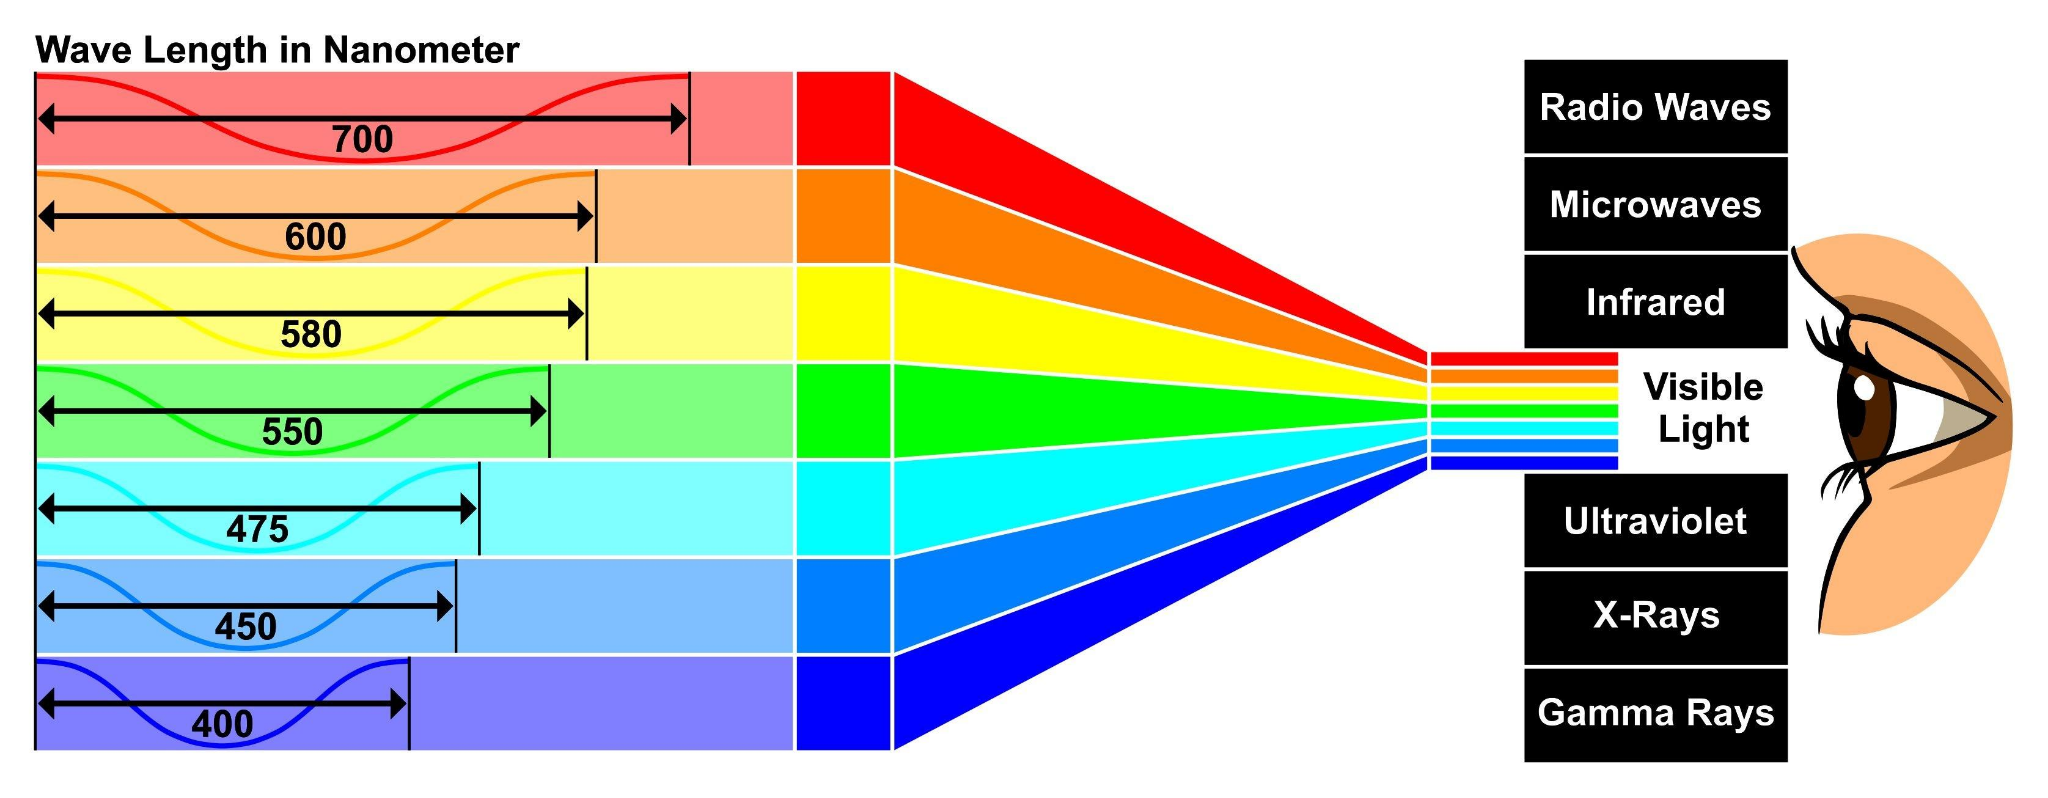 Wave Length in Nanometer
700
600
580
550
475
450
400
Radio Waves
Microwaves
Infrared
Visible
Light
Ultraviolet
X-Rays
Gamma Rays